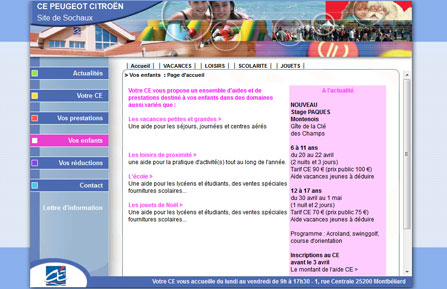 CE PEUGEOT CITROËN
Site de Sochaux
| Accueil | VACANCES | LOISIRS | SCOLARITE | JOUETS |
> Vos enfants : Page d'accueil
Actualités
Votre CE
Vos prestations
Vos enfants
Vos réductions
Contact
Lettre d'information
Votre CE vous propose un ensemble d'aides et de
prestations destiné à vos enfants dans des domaines
aussi variés que :
Les vacances petites et grandes >
Une aide pour les séjours, journées et centres aérés
Les loisirs de proximité >
une aide pour la pratique d'activité(s) tout au long de l'année.
L'école >
Une aide pour les lycéens et étudiants, des ventes spéciales
fournitures scolaires...
Les jouets de Noël >
Une aide pour les lycéens et étudiants, des ventes spéciales
fournitures scolaires...
A l'actualité
NOUVEAU
Stage PAQUES
Montenois
Gîte de la Clé
des Champs
6 à 11 ans
du 20 au 22 avril
(2 nuits et 3 jours)
Tarif CE 90 € (prix public 100 €)
Aide vacances jeunes à déduire
12 à 17 ans
du 30 avril au 1 mai
(1 nuit et 2 jours)
Tarif CE 70 € (prix public 75 €)
Aide vacances jeunes à déduire
Programme : Acroland, swinggolf,
course d'orientation
Inscriptions au CE
avant le 3 avril
Le montant de l'aide CE >
Votre CE vous accueille du lundi au vendredi de 9h à 17h30 - 1, rue Centrale 25200 Montbéliard